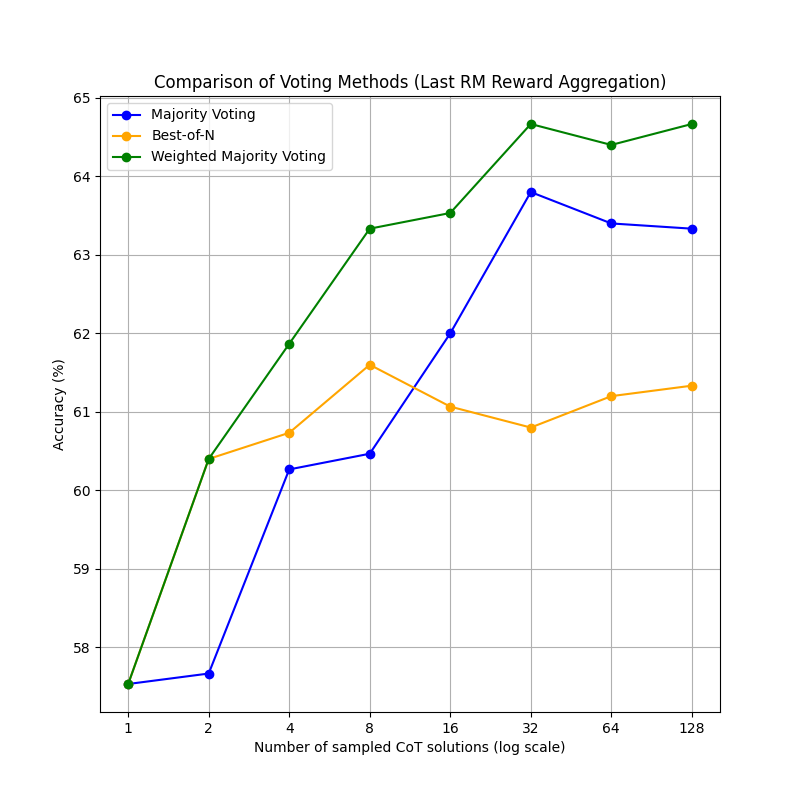 Comparison of Voting Methods (Last RM Reward Aggregation)
Majority Voting
Best-of-N
Weighted Majority Voting
65
64
63
62
61
60
59
58
Accuracy (%)
1 2 4 8 16 32 64 128
Number of sampled CoT solutions (log scale)